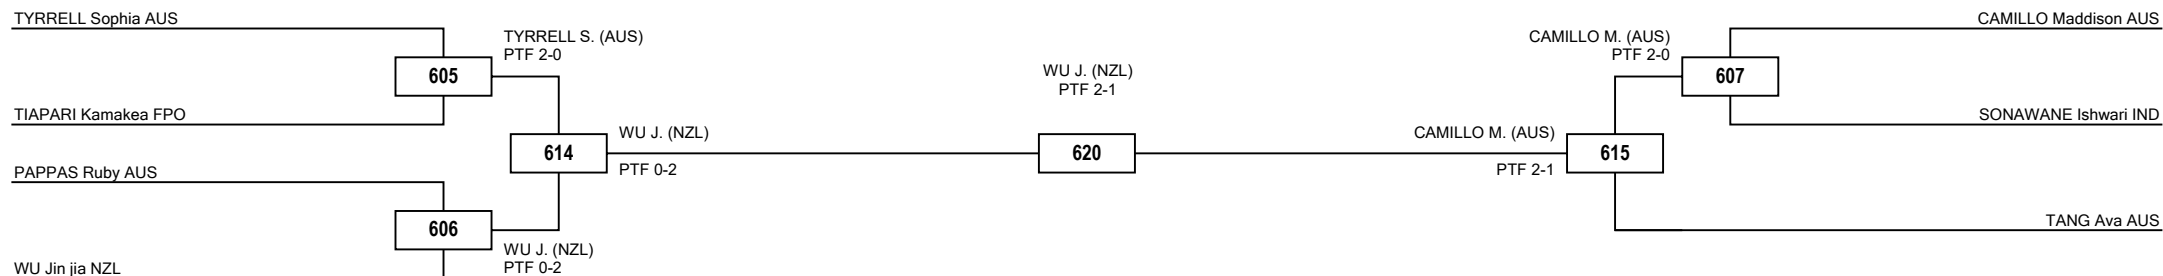 TYRRELL Sophia AUS
CAMILLO Maddison AUS
TYRRELL S. (AUS)
PTF 2-0
CAMILLO M. (AUS)
PTF 2-0
605
WU J. (NZL)
PTF 2-1
607
TIAPARI Kamakea FPO
SONAWANE Ishwari IND
614
WU J. (NZL)
PTF 0-2
620
CAMILLO M. (AUS)
PTF 2-1
615
PAPPAS Ruby AUS
606
TANG Ava AUS
WU J. (NZL)
PTF 0-2
WU Jin jia NZL